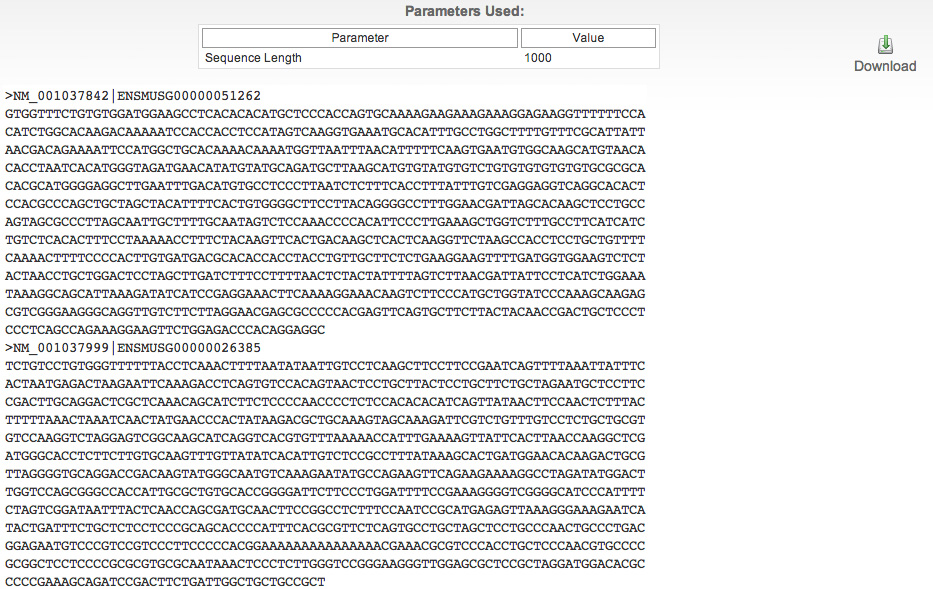 Parameters Used:
Parameter Value
Sequence Length 1000
Download
>NM_001037842|ENSMUSG00000051262
GTGGTTTCTGTGTGGATGGAAGCCTCACACACATGCTCCCACCAGTGCAAAAGAAGAAAGAAAGGAGAAGGTTTTTTCCA
CATCTGGCACAAGACAAAAATCCACCACCTCCATAGTCAAGGTGAAATGCACATTTGCCTGGCTTTTGTTTCGCATTATT
AACGACAGAAAATTCCATGGCTGCACAAAACAAAATGGTTAATTTAACATTTTTCAAGTGAATGTGGCAAGCATGTAACA
CACCTAATCACATGGGTAGATGAACATATGTATGCAGATGCTTAAGCATGTGTATGTGTCTGTGTGTGTGTGTGCGCGCA
CACGCATGGGGAGGCTTGAATTTGACATGTGCCTCCCTTAATCTCTTTCACCTTTATTTGTCGAGGAGGTCAGGCACACT
CCACGCCCAGCTGCTAGCTACATTTTCACTGTGGGGCTTCCTTACAGGGGCCTTTGGAACGATTAGCACAAGCTCCTGCC
AGTAGCGCCCTTAGCAATTGCTTTTGCAATAGTCTCCAAACCCCACATTCCCTTGAAAGCTGGTCTTTGCCTTCATCATC
TGTCTCACACTTTCCTAAAAACCTTTCTACAAGTTCACTGACAAGCTCACTCAAGGTTCTAAGCCACCTCCTGCTGTTTT
CAAAACTTTTCCCCACTTGTGATGACGCACACCACCTACCTGTTGCTTCTCTGAAGGAAGTTTTGATGGTGGAAGTCTCT
ACTAACCTGCTGGACTCCTAGCTTGATCTTTCCTTTTAACTCTACTATTTTAGTCTTAACGATTATTCCTCATCTGGAAA
TAAAGGCAGCATTAAAGATATCATCCGAGGAAACTTCAAAAGGAAACAAGTCTTCCCATGCTGGTATCCCAAAGCAAGAG
CGTCGGGAAGGGCAGGTTGTCTTCTTAGGAACGAGCGCCCCCACGAGTTCAGTGCTTCTTACTACAACCGACTGCTCCCT
CCCTCAGCCAGAAAGGAAGTTCTGGAGACCCACAGGAGGC
>NM_001037999|ENSMUSG00000026385
TCTGTCCTGTGGGTTTTTTACCTCAAACTTTTAATATAATTGTCCTCAAGCTTCCTTCCGAATCAGTTTTAAATTATTTC
ACTAATGAGACTAAGAATTCAAAGACCTCAGTGTCCACAGTAACTCCTGCTTACTCCTGCTTCTGCTAGAATGCTCCTTC
CGACTTGCAGGACTCGCTCAAACAGCATCTTCTCCCCAACCCCTCTCCACACACATCAGTTATAACTTCCAACTCTTTAC
TTTTTAAACTAAATCAACTATGAACCCACTATAAGACGCTGCAAAGTAGCAAAGATTCGTCTGTTTGTCCTCTGCTGCGT
GTCCAAGGTCTAGGAGTCGGCAAGCATCAGGTCACGTGTTTAAAAACCATTTGAAAAGTTATTCACTTAACCAAGGCTCG
ATGGGCACCTCTTCTTGTGCAAGTTTGTTATATCACATTGTCTCCGCCTTTATAAAGCACTGATGGAACACAAGACTGCG
TTAGGGGTGCAGGACCGACAAGTATGGGCAATGTCAAAGAATATGCCAGAAGTTCAGAAGAAAAGGCCTAGATATGGACT
TGGTCCAGCGGGCCACCATTGCGCTGTGCACCGGGGATTCTTCCCTGGATTTTCCGAAAGGGGTCGGGGCATCCCATTTT
CTAGTCGGATAATTTACTCAACCAGCGATGCAACTTCCGGCCTCTTTCCAATCCGCATGAGAGTTAAAGGGAAAGAATCA
TACTGATTTCTGCTCTCCTCCCGCAGCACCCCATTTCACGCGTTCTCAGTGCCTGCTAGCTCCTGCCCAACTGCCCTGAC
GGAGAATGTCCCGTCCGTCCCTTCCCCCACGGAAAAAAAAAAAAAAAACGAAACGCGTCCCACCTGCTCCCAACGTGCCCC
GCGGCTCCTCCCCGCGCGTGCGCAATAAACTCCCTCTTGGGTCCGGGAAGGGTTGGAGCGCTCCGCTAGGATGGACACGC
CCCCGAAAGCAGATCCGACTTCTGATTGGCTGCTGCCGCT